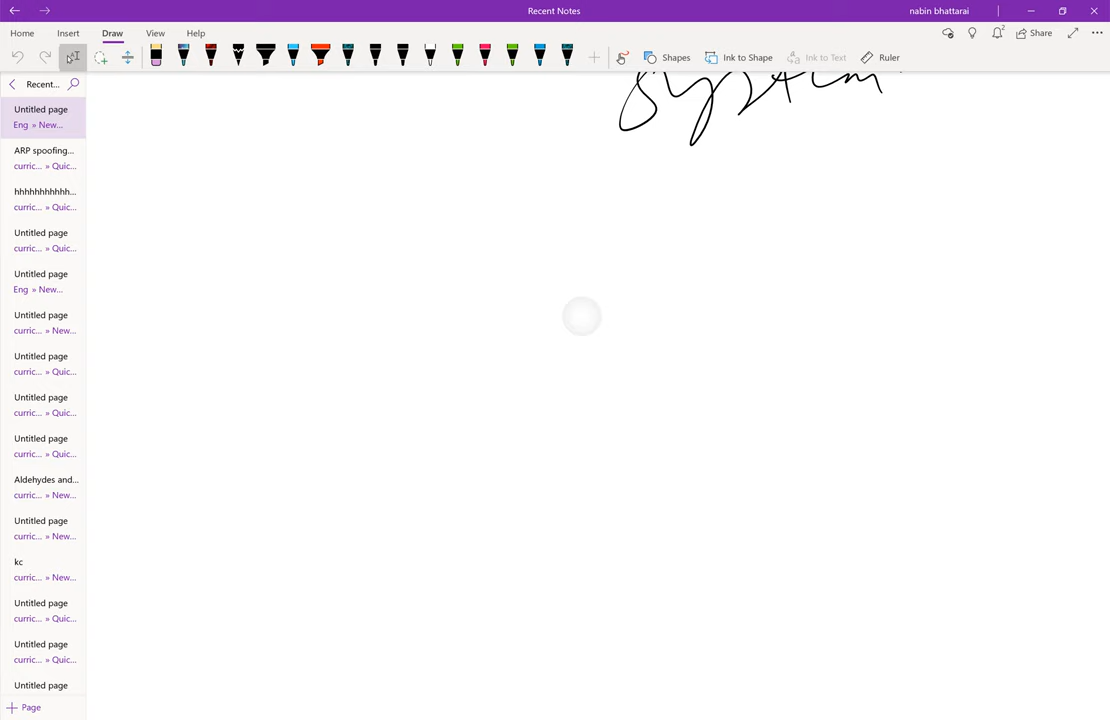 Recent Notes
nabin bhattarai
Home Insert Draw View Help
2 Share
Shapes Ink to Shape Ink to Text Ruler
system
Recent...
Untitled page
Eng » New...
ARP spoofing...
curric... » Quic...
hhhhhhhhhhh...
curric... » Quic...
Untitled page
curric... » Quic...
Untitled page
Eng » New...
Untitled page
curric... » New...
Untitled page
curric... » Quic...
Untitled page
curric... » Quic...
Untitled page
curric... » Quic...
Aldehydes and...
curric... » New...
Untitled page
curric... » New...
kc
curric... » New...
Untitled page
curric... » Quic...
Untitled page
curric... » Quic...
Untitled page
Page